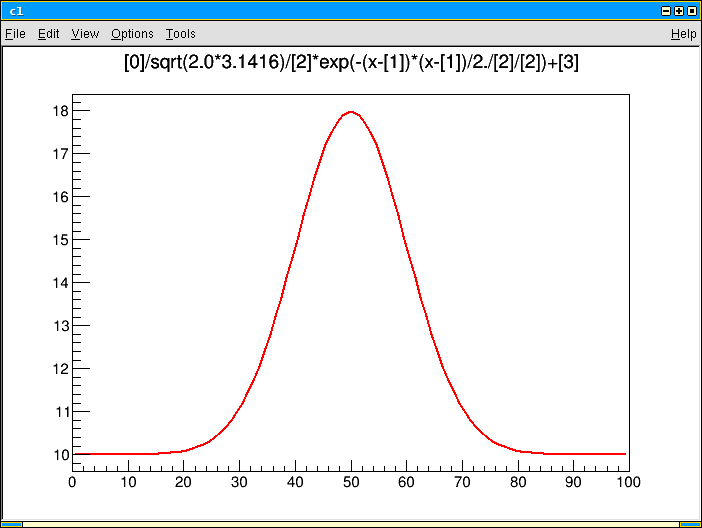 c1
File Edit View Options Tools Help
[0]/sqrt(2.0*3.1416)/[2]*exp(-(x-[1])*(x-[1])/2./[2]/[2])+[3]
18
17
16
15
14
13
12
11
10
0 10 20 30 40 50 60 70 80 90 100